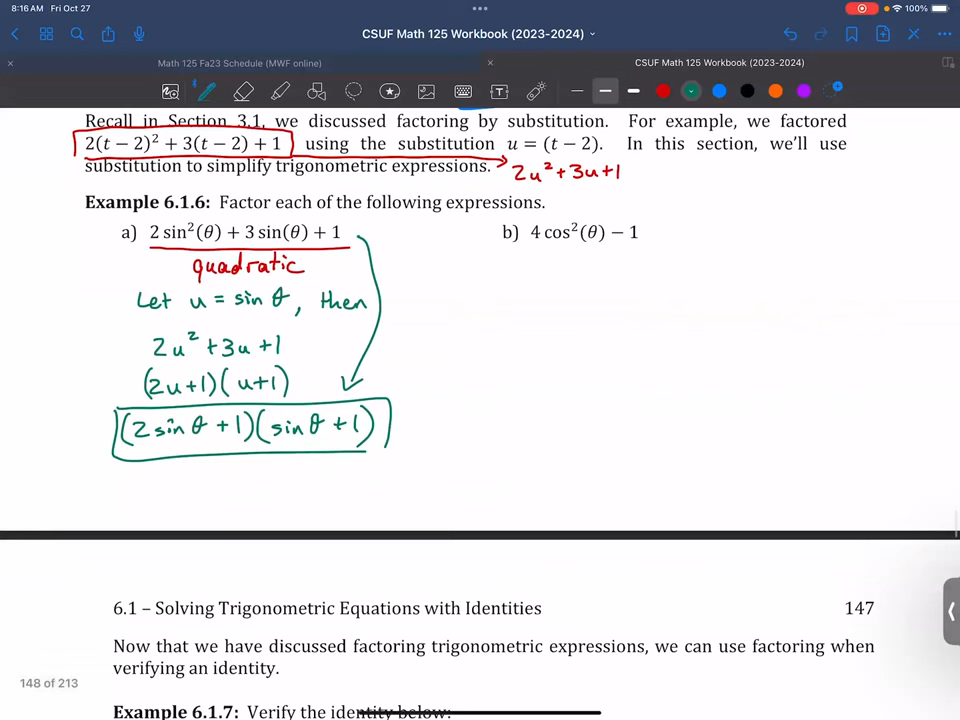 8:16 AM Fri Oct 27
100%
CSUF Math 125 Workbook (2023-2024)
Math 125 Fa23 Schedule (MWF online)
CSUF Math 125 Workbook (2023-2024)
Recall in Section 3.1, we discussed factoring by substitution. For example, we factored
2(t − 2)² + 3(t − 2) + 1 using the substitution u = (t − 2). In this section, we'll use
substitution to simplify trigonometric expressions.
2u² + 3u + 1
Example 6.1.6: Factor each of the following expressions.
a) 2 sin²(θ) + 3 sin(θ) + 1
b) 4 cos²(θ) − 1
quadratic
Let u = sin θ, then
2u² + 3u + 1
(2u+1)(u+1)
(2 sin θ + 1)(sin θ + 1)
6.1 – Solving Trigonometric Equations with Identities 147
Now that we have discussed factoring trigonometric expressions, we can use factoring when
verifying an identity.
148 of 213
Example 6.1.7: Verify the identity below: